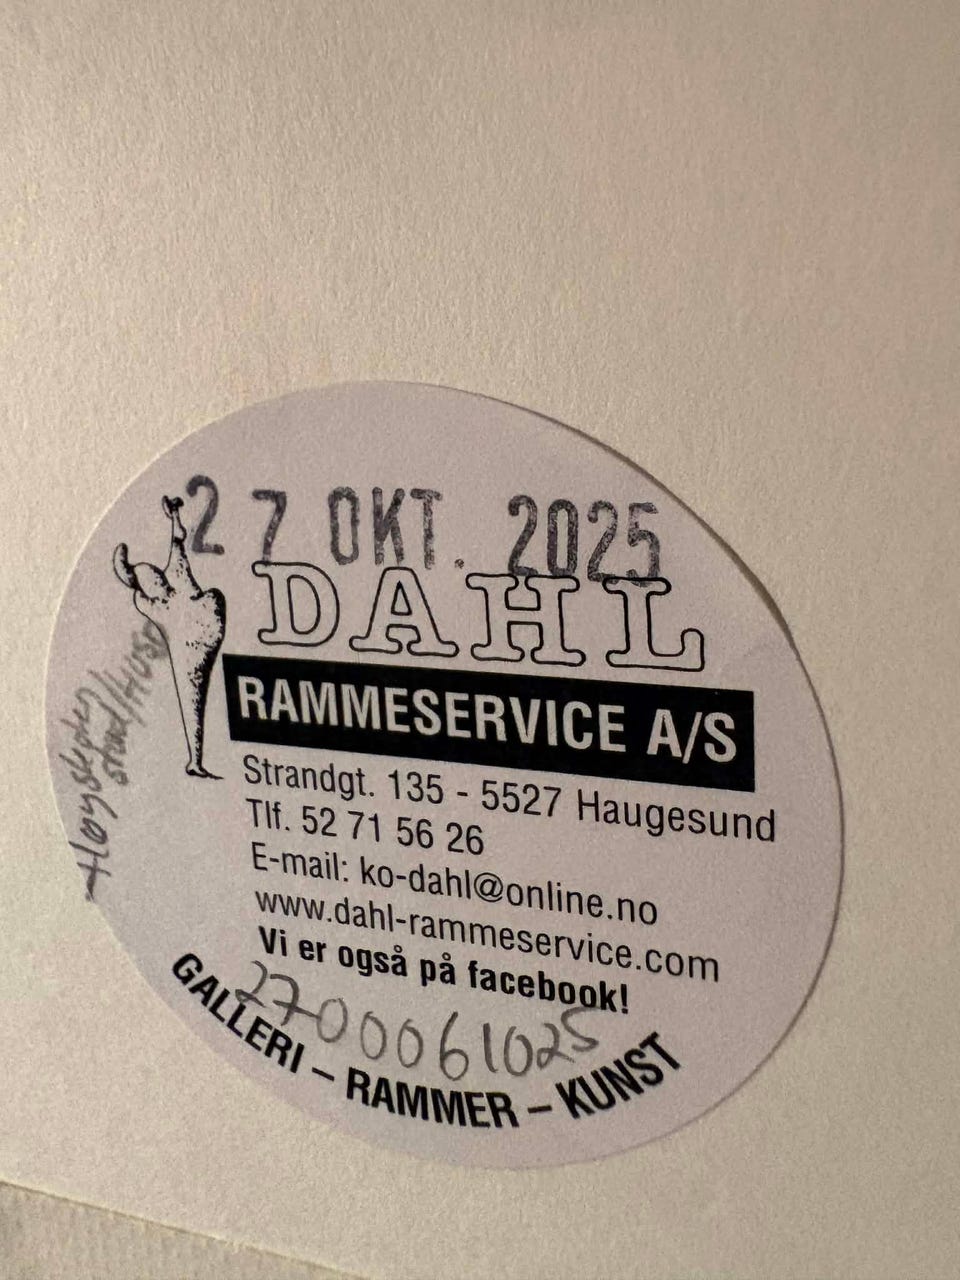 27 OKT. 2025
DAHL
RAMMESERVICE A/S
Strandgt. 135 - 5527 Haugesund
Tlf. 52 71 56 26
E-mail: ko-dahl@online.no
www.dahl-rammeservice.com
Vi er også på facebook!
2700061025
GALLERI – RAMMER – KUNST